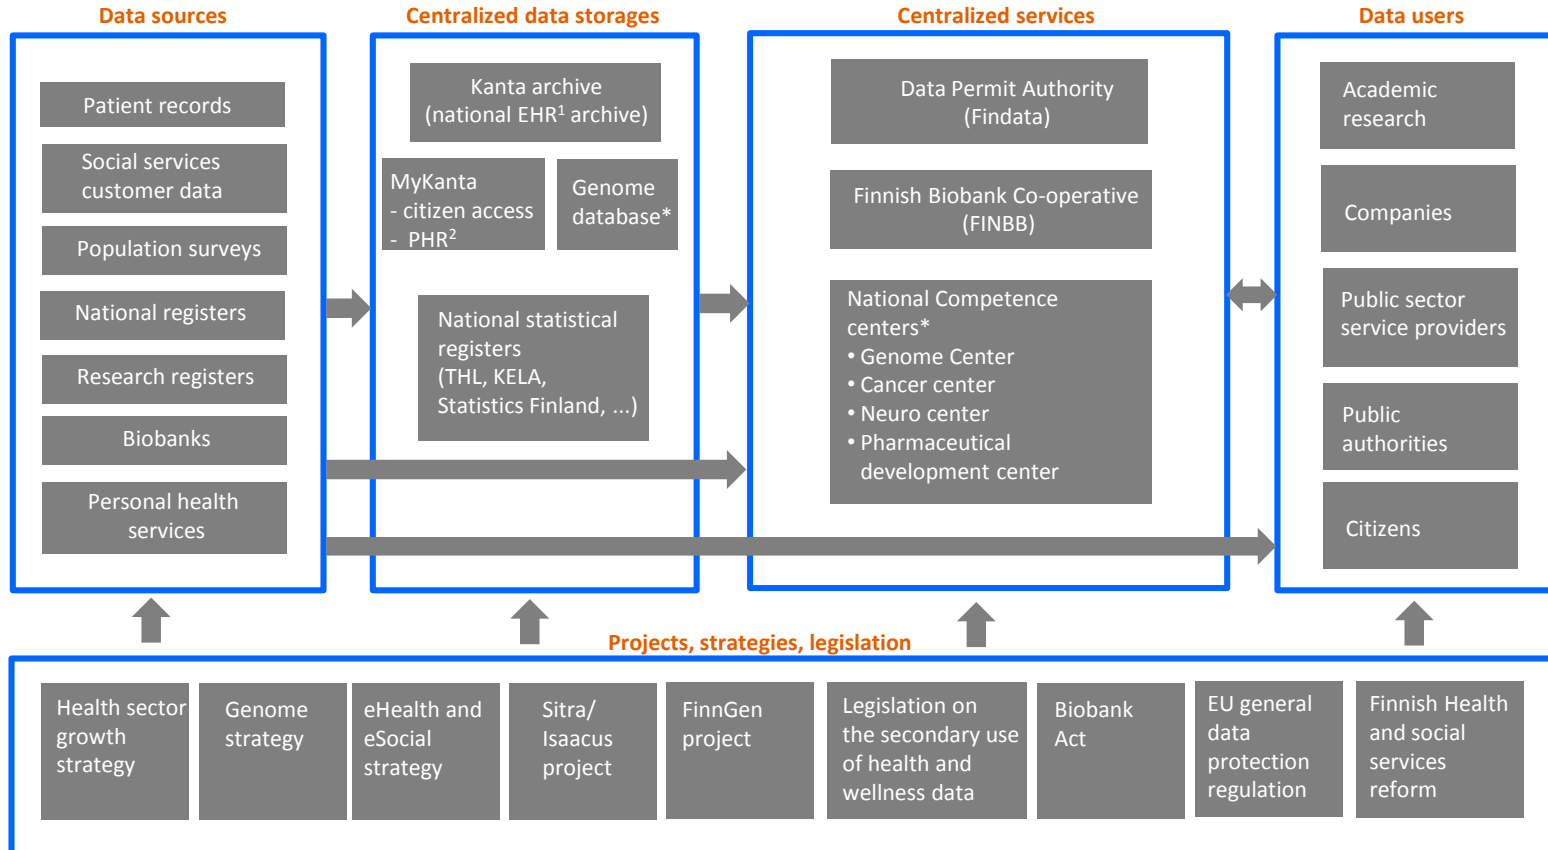 Data sources
Patient records
Social services
customer data
Population surveys
National registers
Research registers
Biobanks
Personal health
services
Centralized data storages
Kanta archive
(national EHR¹ archive)
MyKanta
- citizen access
- PHR²
Genome
database*
National statistical
registers
(THL, KELA,
Statistics Finland, ...)
Centralized services
Data Permit Authority
(Findata)
Finnish Biobank Co-operative
(FINBB)
National Competence
centers*
• Genome Center
• Cancer center
• Neuro center
• Pharmaceutical
development center
Data users
Academic
research
Companies
Public sector
service providers
Public
authorities
Citizens
Projects, strategies, legislation
Health sector
growth
strategy
Genome
strategy
eHealth and
eSocial
strategy
Sitra/
Isaacus
project
FinnGen
project
Legislation on
the secondary use
of health and
wellness data
Biobank
Act
EU general
data
protection
regulation
Finnish Health
and social
services
reform